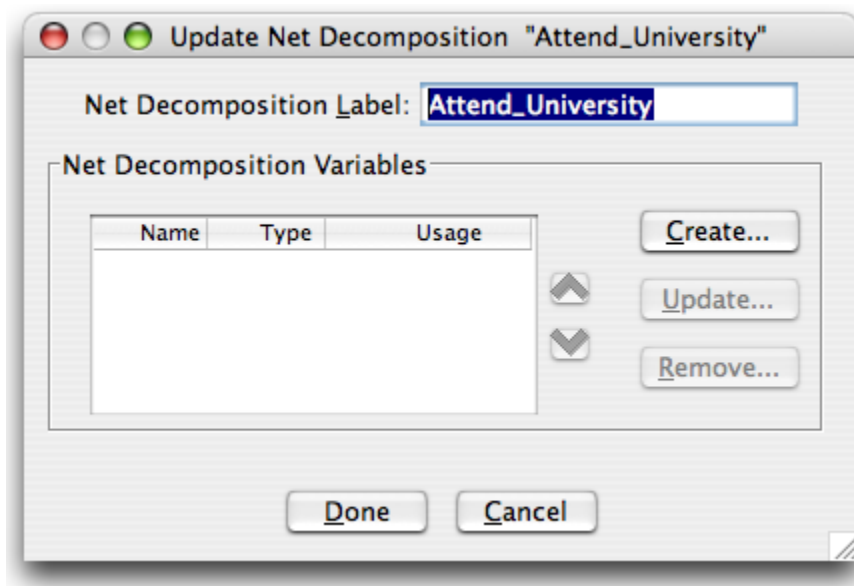 Update Net Decomposition "Attend_University"
Net Decomposition Label: Attend_University
Net Decomposition Variables
Name Type Usage
Create...
Update...
Remove...
Done Cancel